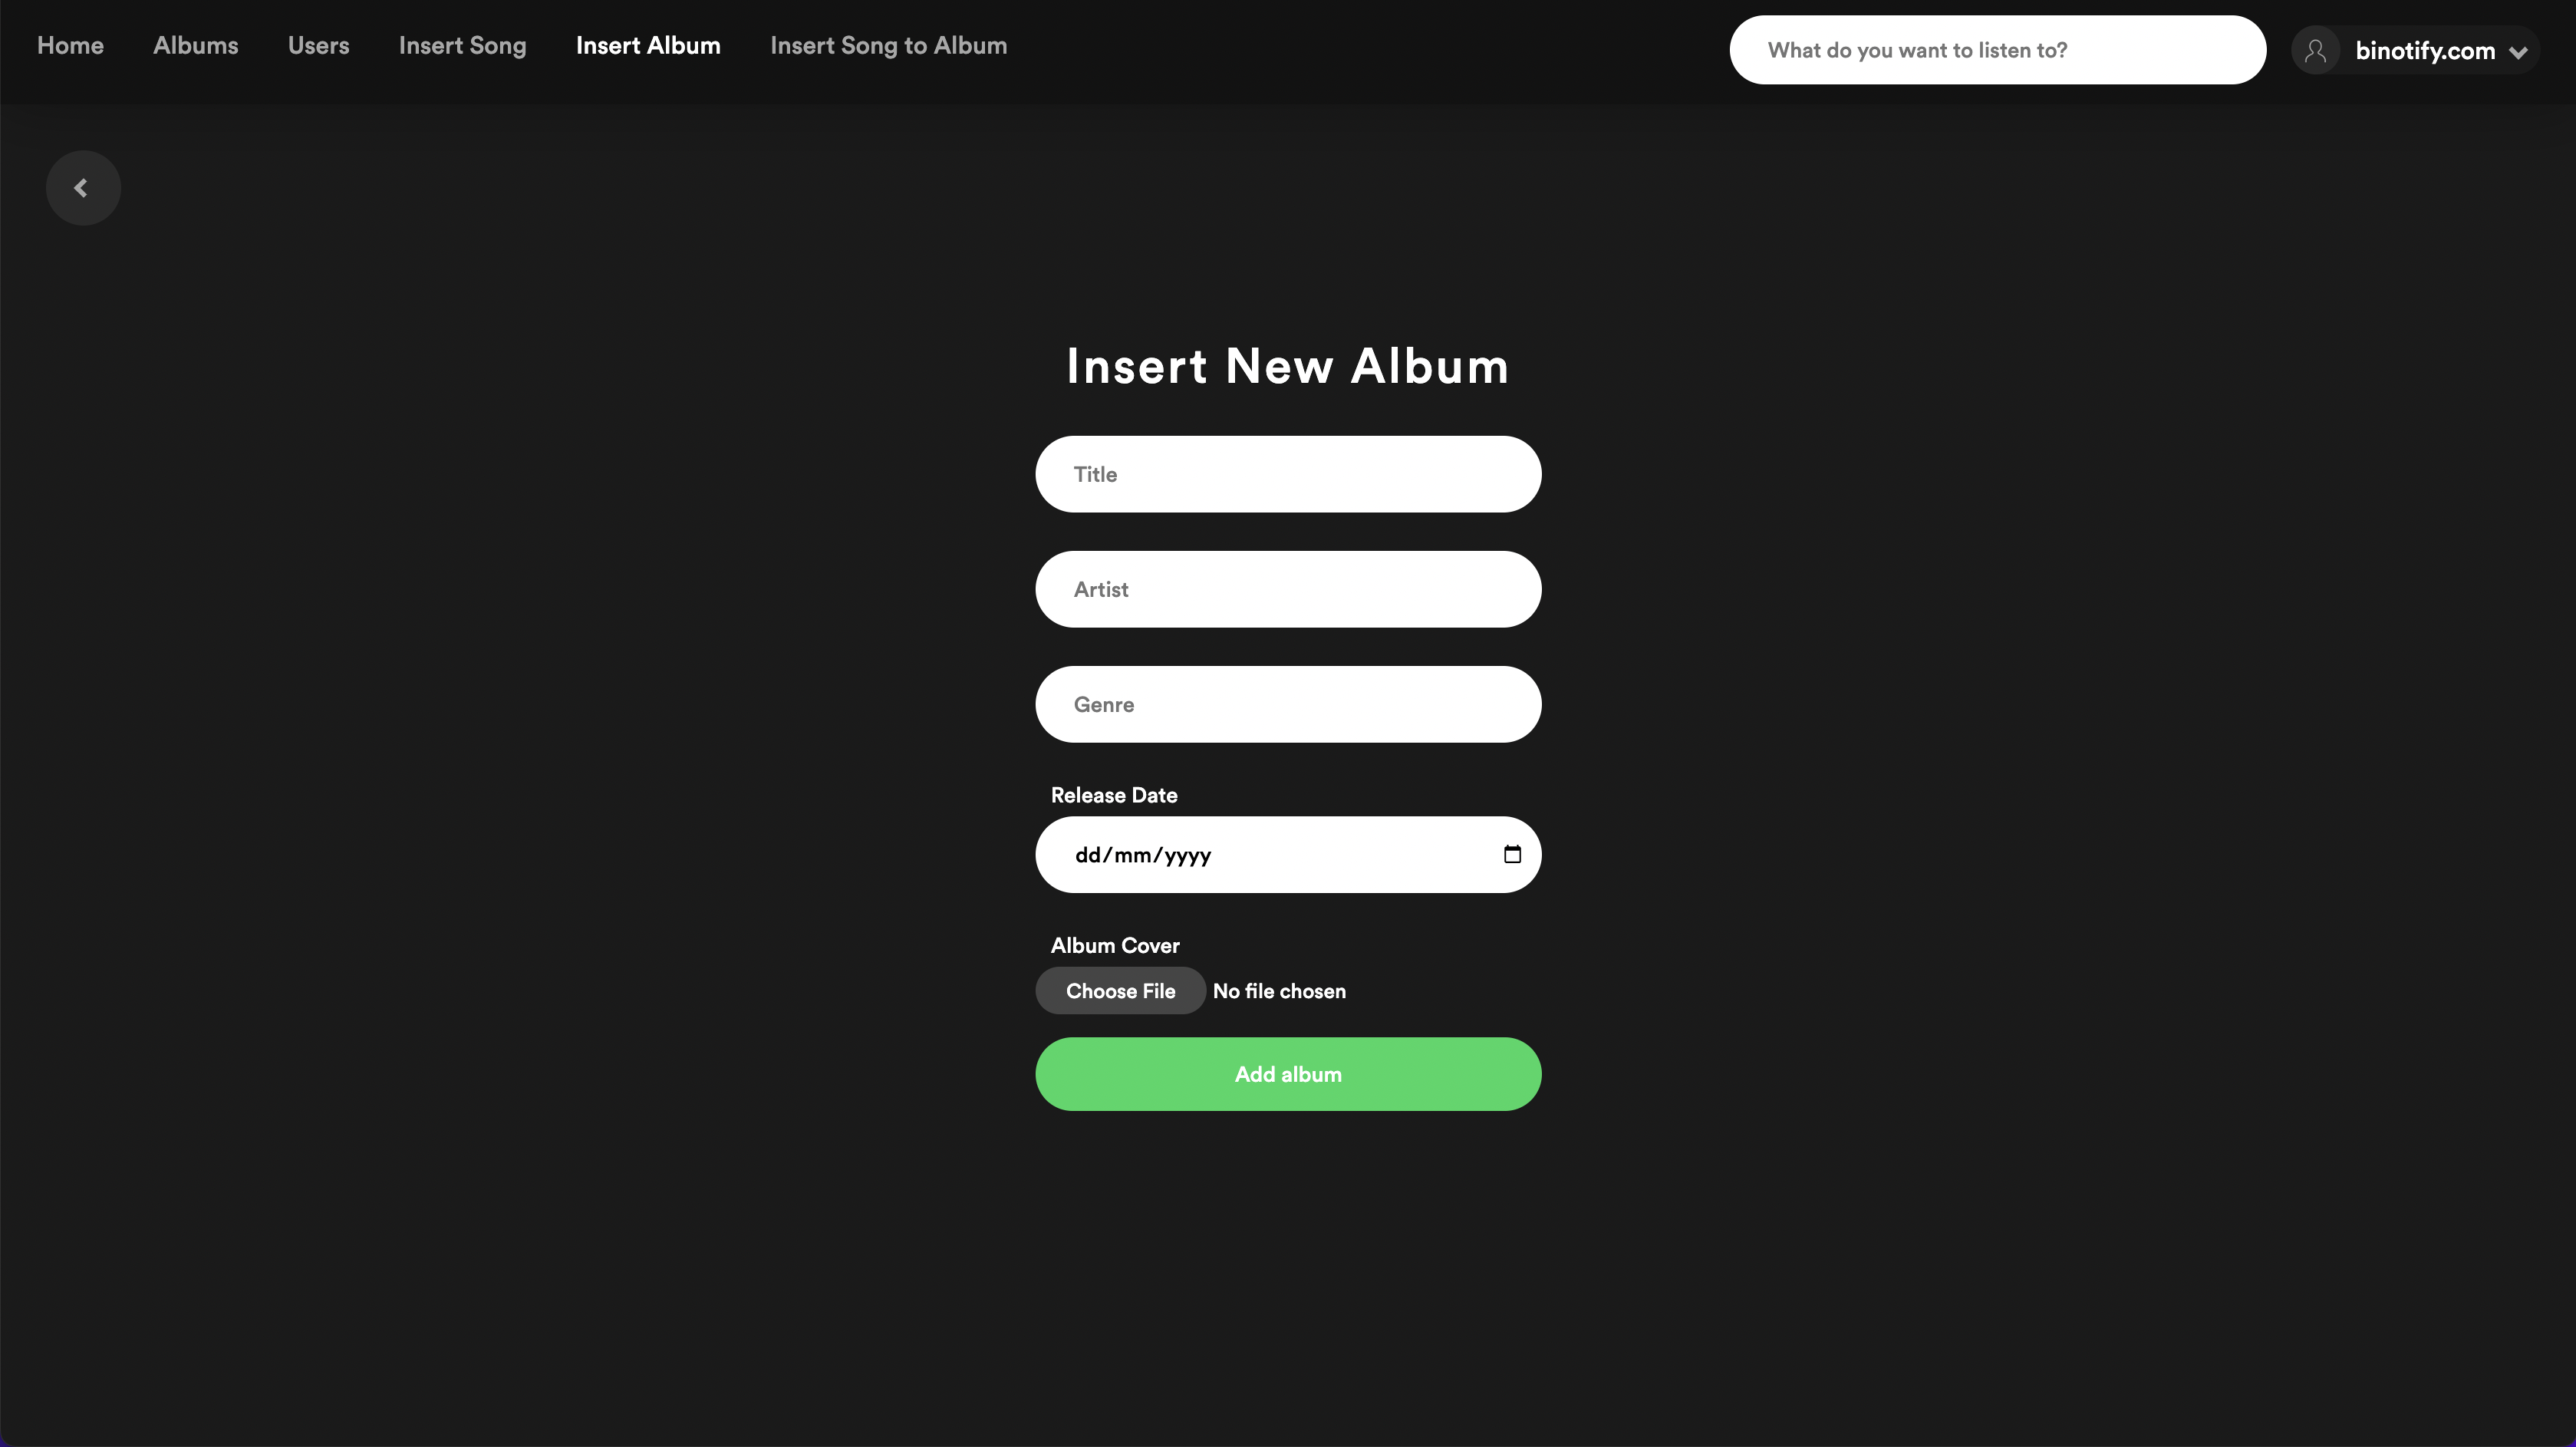 Home Albums Users Insert Song Insert Album Insert Song to Album What do you want to listen to? binotify.com
Insert New Album
Title
Artist
Genre
Release Date
dd/mm/yyyy
Album Cover
Choose File No file chosen
Add album